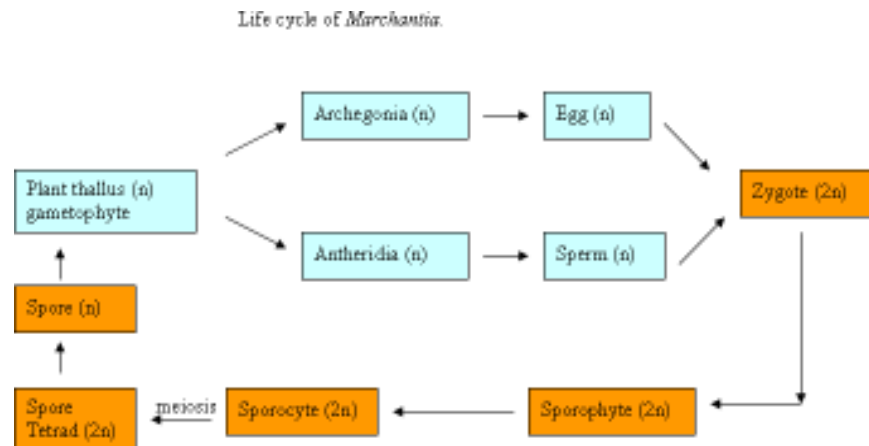 Life cycle of Marchantia.
Archegonia (n)
Egg (n)
Plant thallus (n)
gametophyte
Zygote (2n)
Antheridia (n)
Sperm (n)
Spore (n)
meiosis
Spore
Tetrad (2n)
Sporocyte (2n)
Sporophyte (2n)